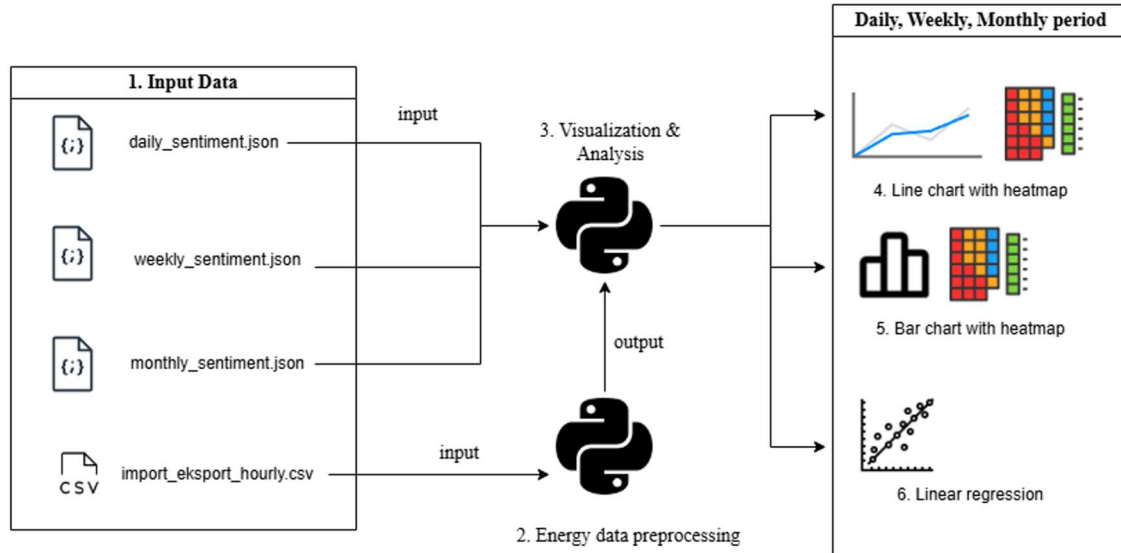 Daily, Weekly, Monthly period
1. Input Data
input
{;}
daily_sentiment.json
3. Visualization &
Analysis
4. Line chart with heatmap
{;}
weekly_sentiment.json
5. Bar chart with heatmap
output
{;}
monthly_sentiment.json
input
CSV
import_eksport_hourly.csv
6. Linear regression
2. Energy data preprocessing